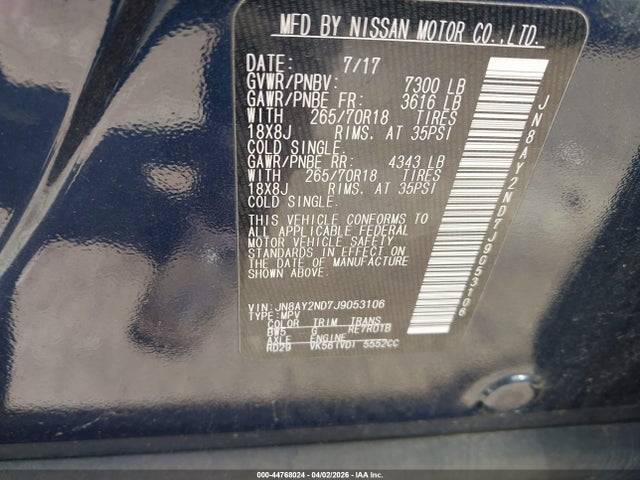 MFD BY NISSAN MOTOR CO.,LTD.
DATE: 7/17
GVWR/PNBV: 7300 LB
GAWR/PNBE FR: 3616 LB
WITH 265/70R18 TIRES
18X8J RIMS. AT 35PSI
COLD SINGLE.
GAWR/PNBE RR: 4343 LB
WITH 265/70R18 TIRES
18X8J RIMS. AT 35PSI
COLD SINGLE.
THIS VEHICLE CONFORMS TO
ALL APPLICABLE FEDERAL
MOTOR VEHICLE SAFETY
STANDARDS IN EFFECT ON
THE DATE OF MANUFACTURE
SHOWN ABOVE.
VIN:JN8AY2ND7J9053106
TYPE:MPV
COLOR TRIM TRANS
BW5 G RE7R01B
AXLE ENGINE
RD29 VK56(VD) 5552CC
JN8AY2ND7J9053106
000-44768024 | 04/02/2026 | IAA Inc.